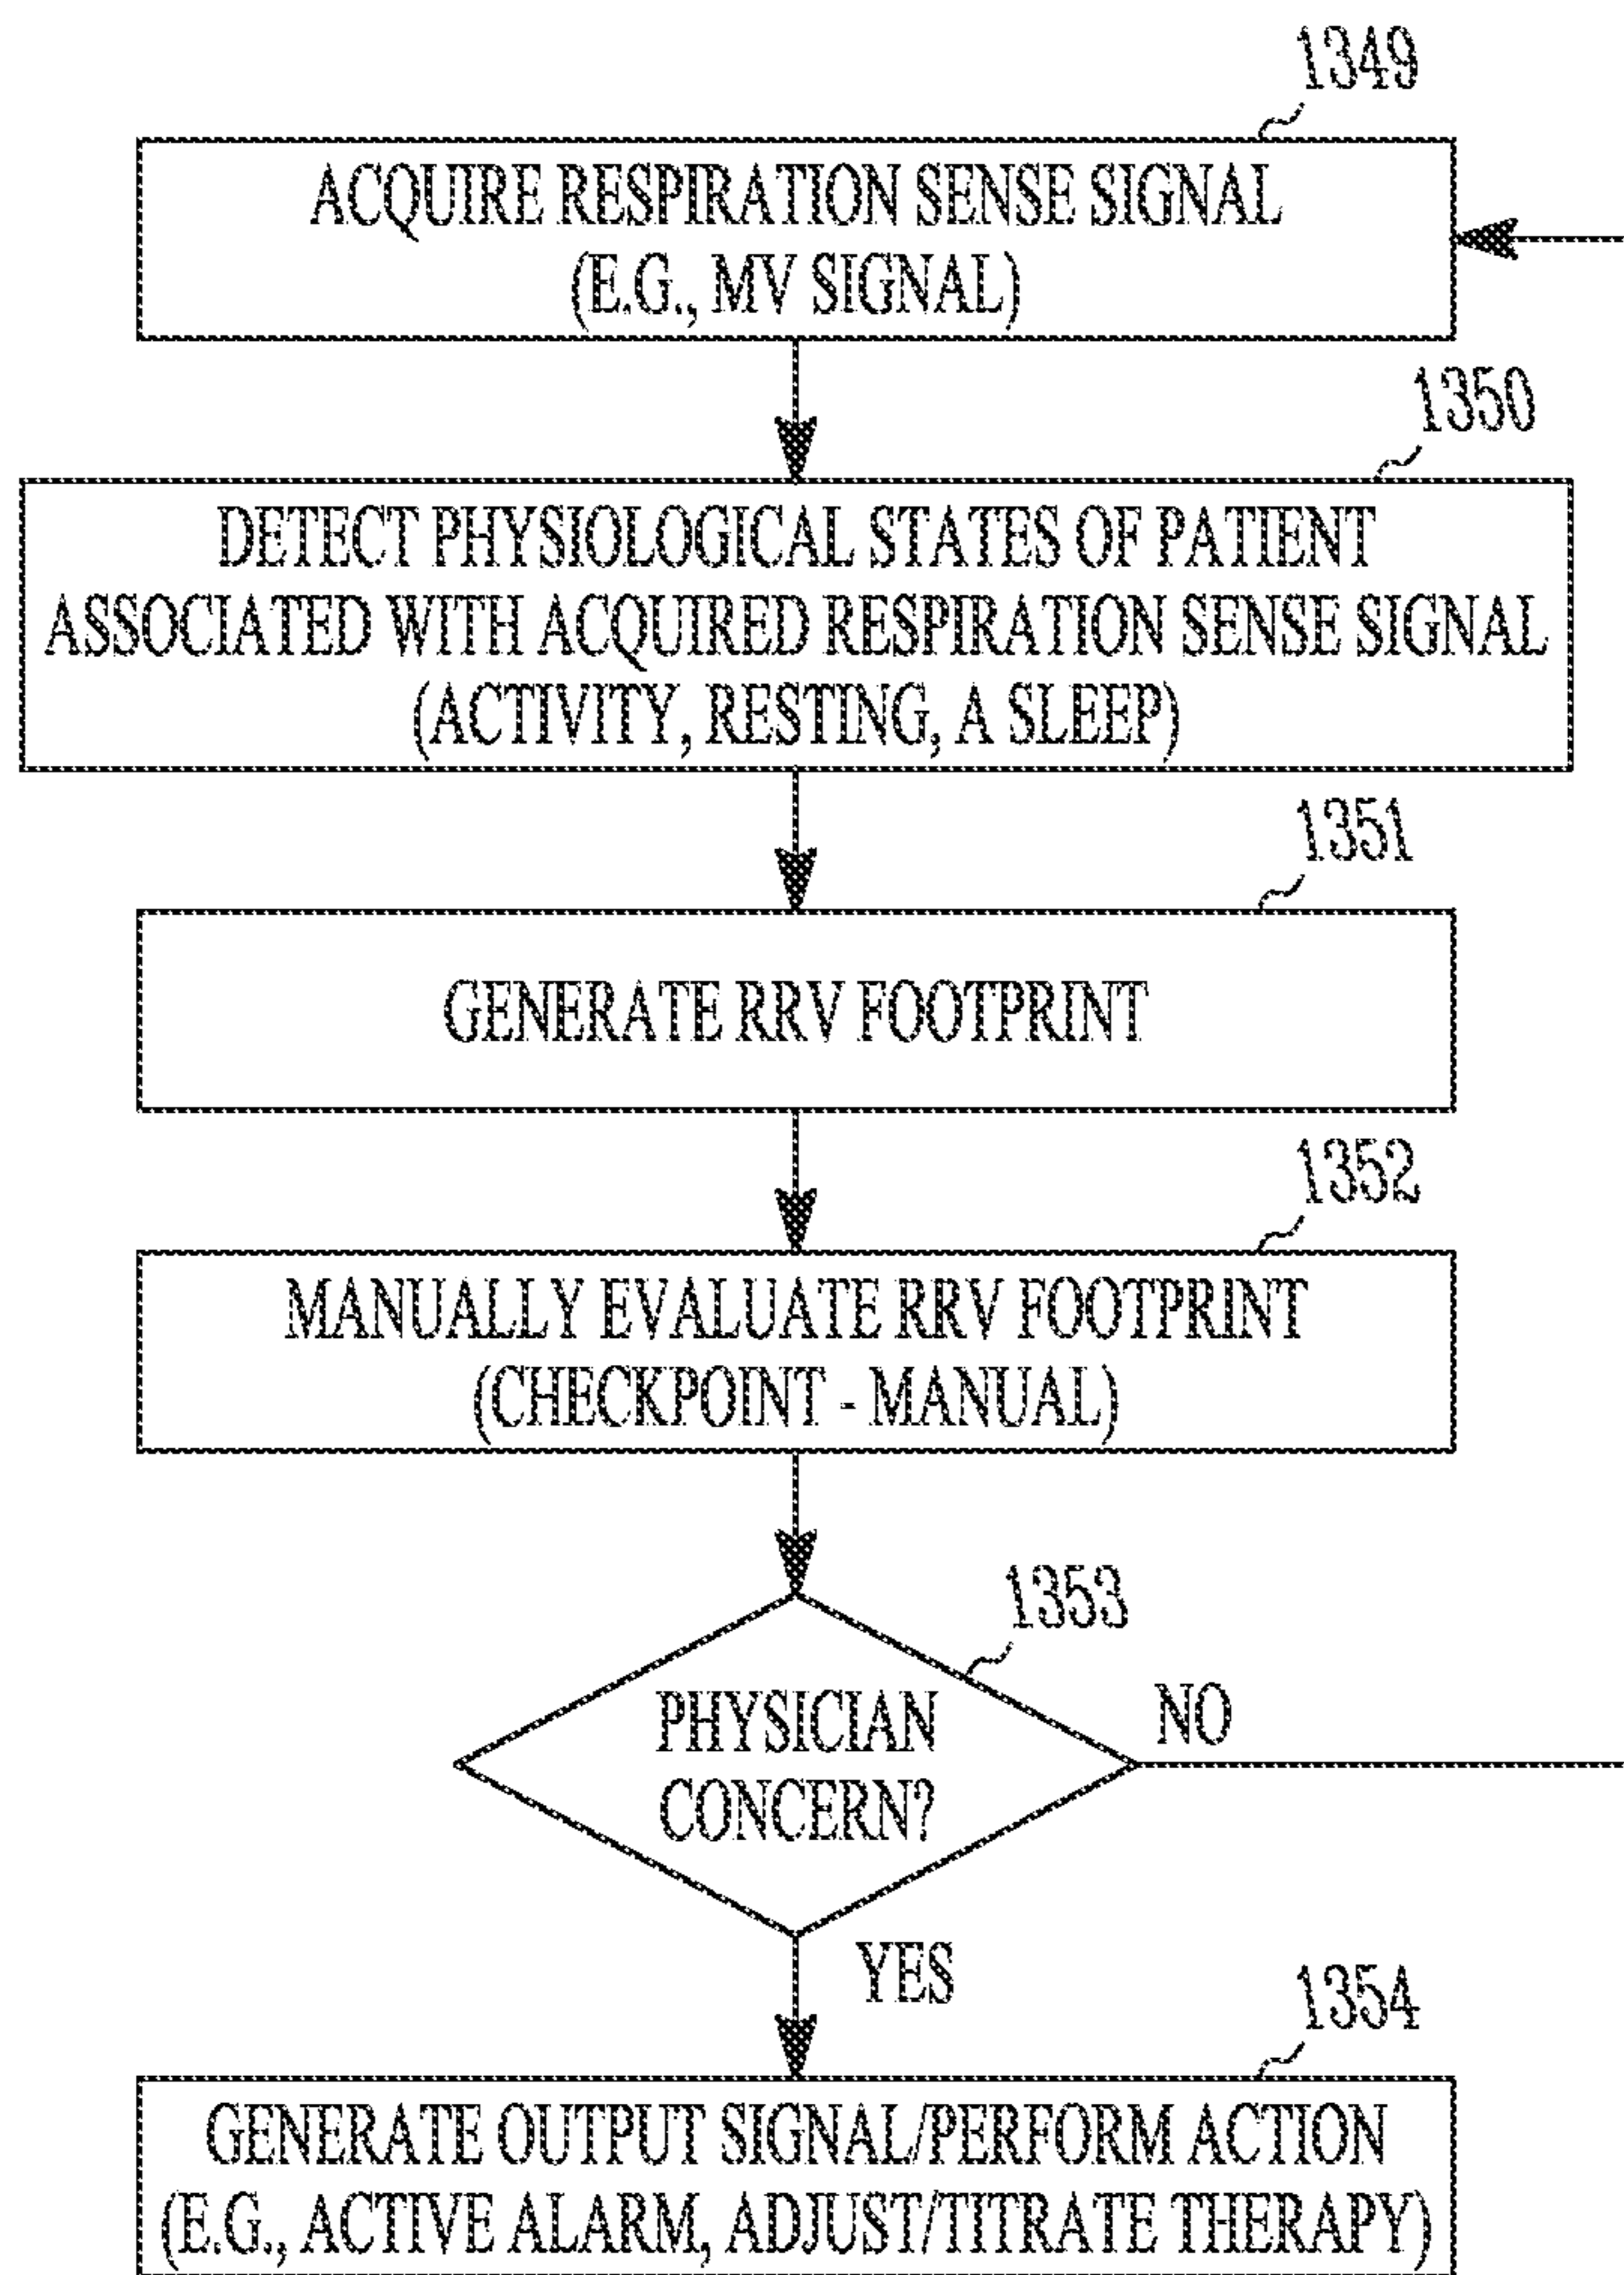 1349
ACQUIRE RESPIRATION SENSE SIGNAL
(E.G., MV SIGNAL)
1350
DETECT PHYSIOLOGICAL STATES OF PATIENT
ASSOCIATED WITH ACQUIRED RESPIRATION SENSE SIGNAL
(ACTIVITY, RESTING, A SLEEP)
1351
GENERATE RRV FOOTPRINT
1352
MANUALLY EVALUATE RRV FOOTPRINT
(CHECKPOINT - MANUAL)
1353
PHYSICIAN
CONCERN?
NO
YES
1354
GENERATE OUTPUT SIGNAL/PERFORM ACTION
(E.G., ACTIVE ALARM, ADJUST/TITRATE THERAPY)